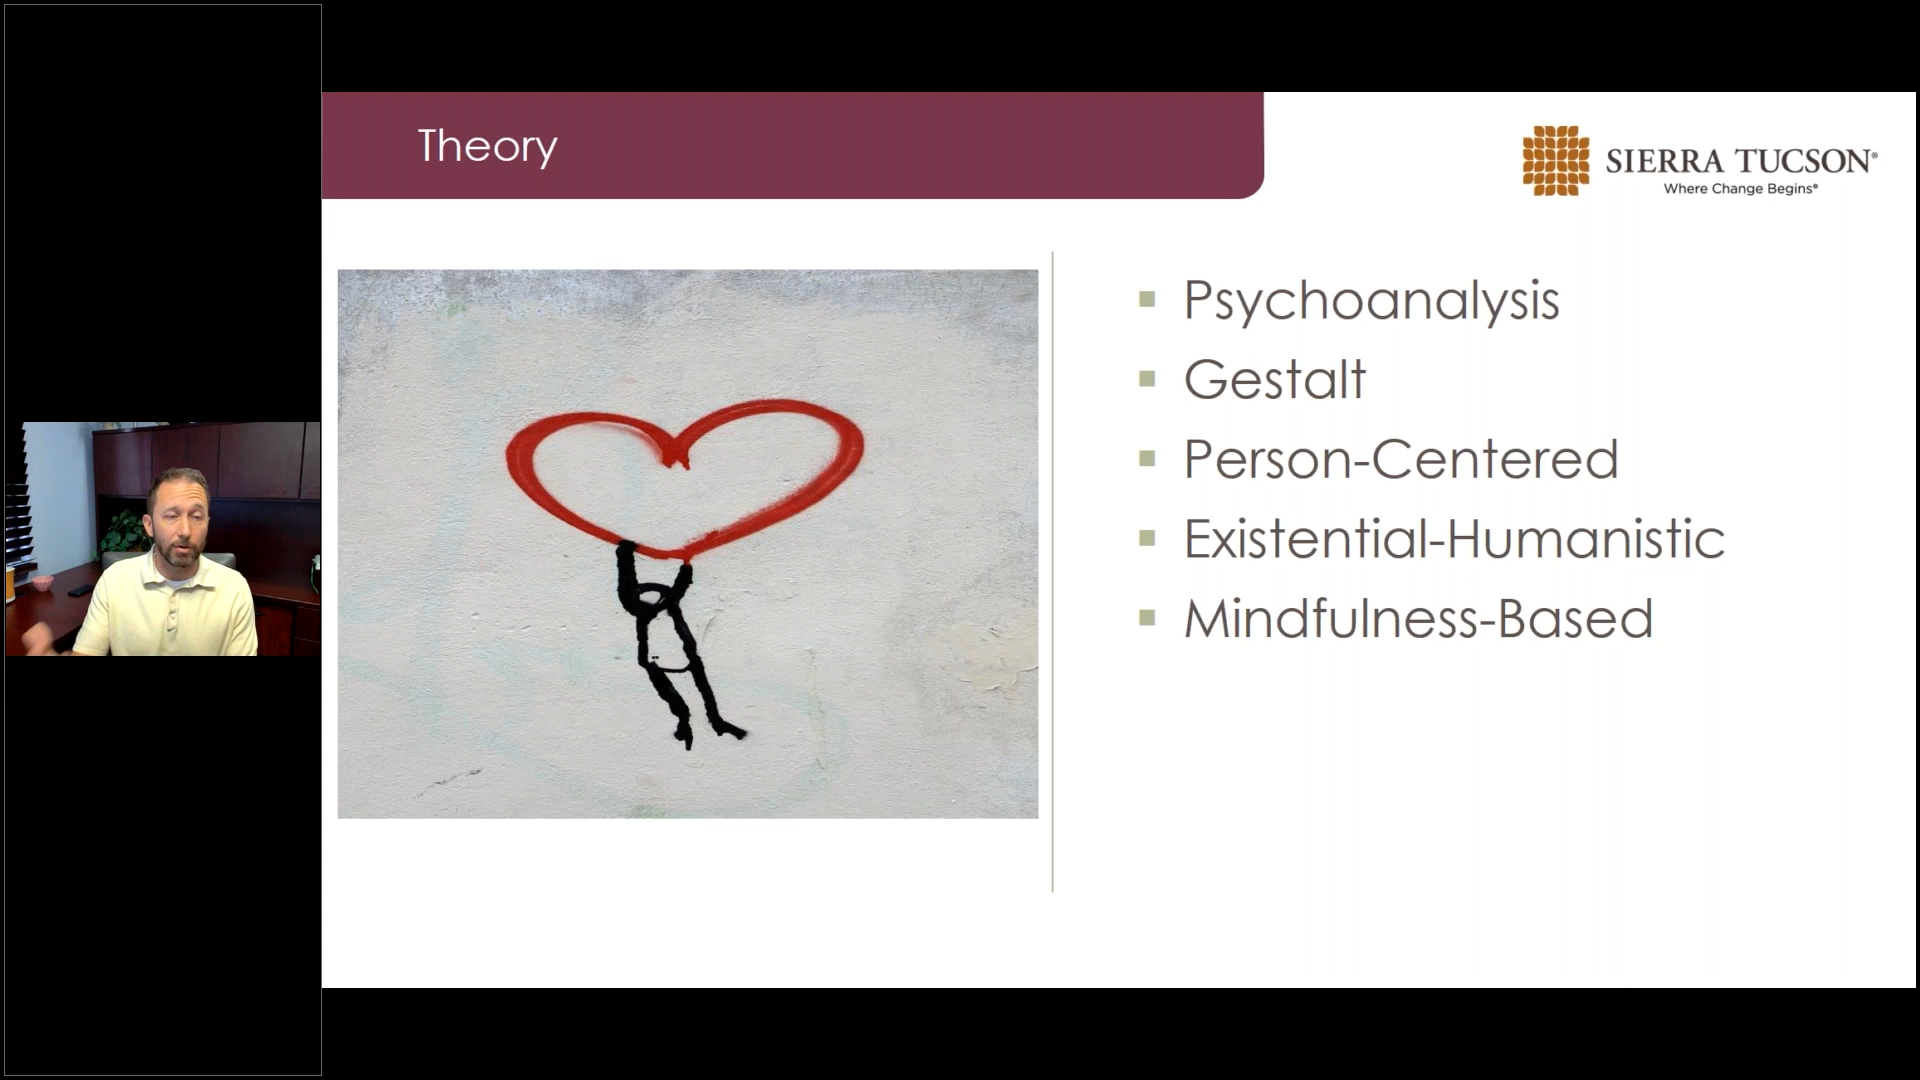 Theory
SIERRA TUCSON®
Where Change Begins®
Psychoanalysis
Gestalt
Person-Centered
Existential-Humanistic
Mindfulness-Based